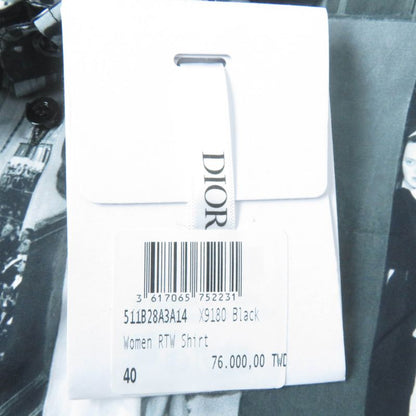 DIOR
3 617065 752231
511B28A3A14 X9180 Black
Women RTW Shirt
40 76.000,00 TWD